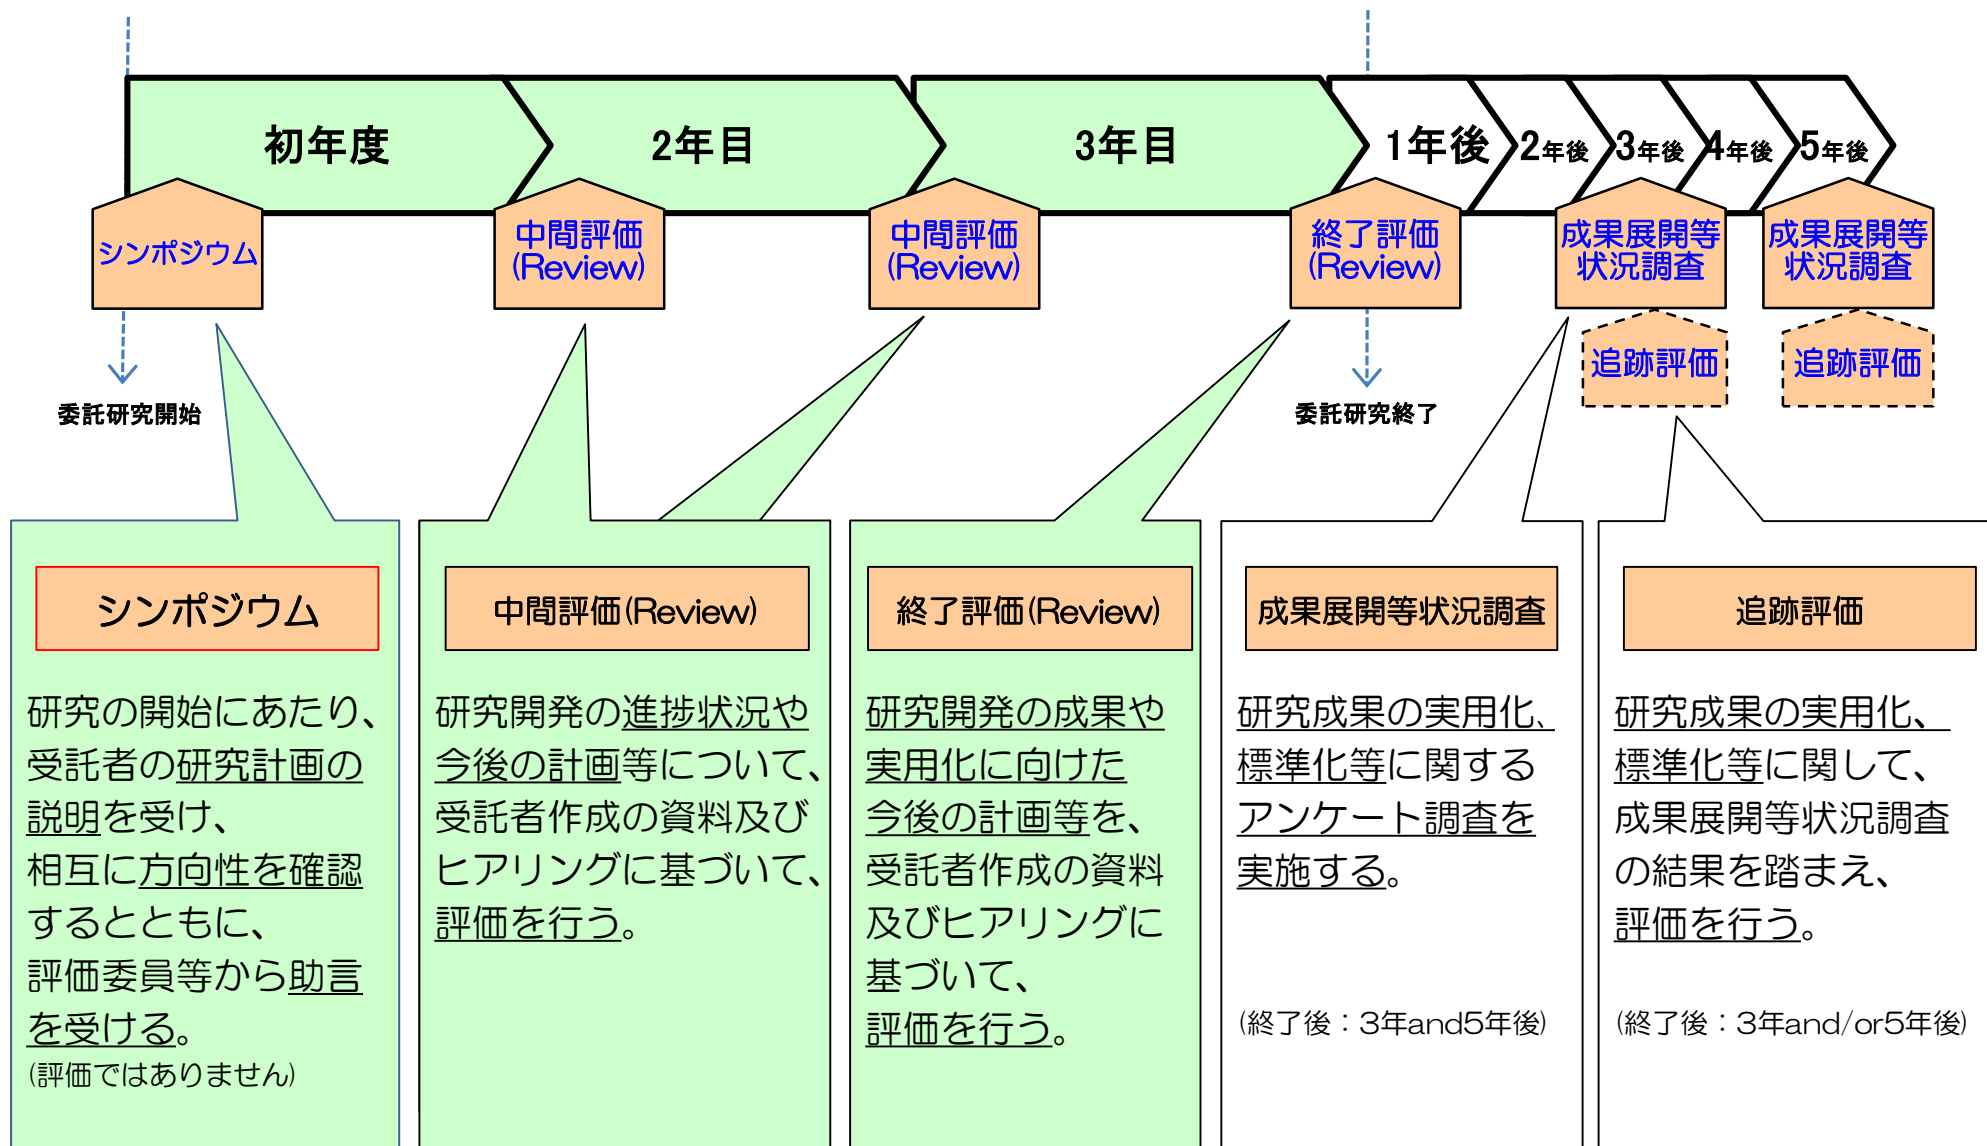 初年度
2年目
3年目
1年後
2年後
3年後
4年後
5年後
シンポジウム
中間評価
(Review)
中間評価
(Review)
終了評価
(Review)
成果展開等
状況調査
成果展開等
状況調査
追跡評価
追跡評価
委託研究開始
委託研究終了
シンポジウム
研究の開始にあたり、
受託者の研究計画の
説明を受け、
相互に方向性を確認
するとともに、
評価委員等から助言
を受ける。
(評価ではありません)
中間評価(Review)
研究開発の進捗状況や
今後の計画等について、
受託者作成の資料及び
ヒアリングに基づいて、
評価を行う。
終了評価(Review)
研究開発の成果や
実用化に向けた
今後の計画等を、
受託者作成の資料
及びヒアリングに
基づいて、
評価を行う。
成果展開等状況調査
研究成果の実用化、
標準化等に関する
アンケート調査を
実施する。
(終了後：3年and5年後)
追跡評価
研究成果の実用化、
標準化等に関して、
成果展開等状況調査
の結果を踏まえ、
評価を行う。
(終了後：3年and/or5年後)